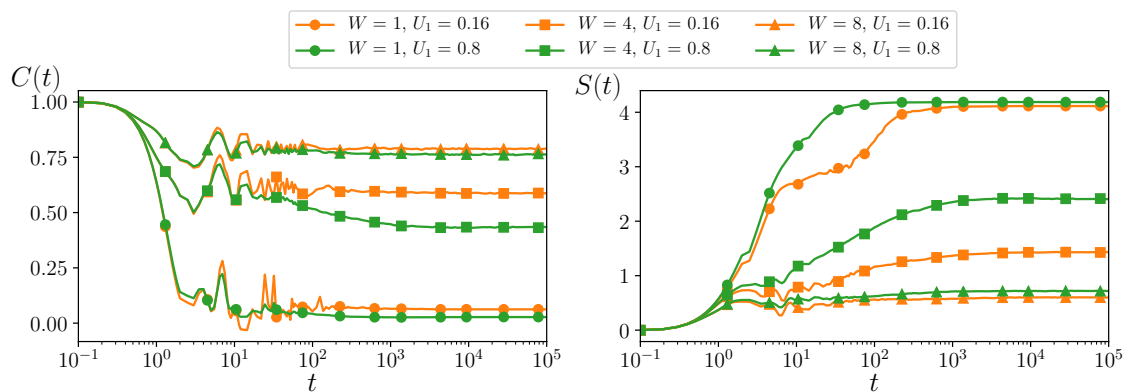 W = 1, U₁ = 0.16 W = 4, U₁ = 0.16 W = 8, U₁ = 0.16
W = 1, U₁ = 0.8 W = 4, U₁ = 0.8 W = 8, U₁ = 0.8
C(t)
1.00
0.75
0.50
0.25
0.00
10⁻¹ 10⁰ 10¹ 10² 10³ 10⁴ 10⁵
t
S(t)
4
3
2
1
0
10⁻¹ 10⁰ 10¹ 10² 10³ 10⁴ 10⁵
t